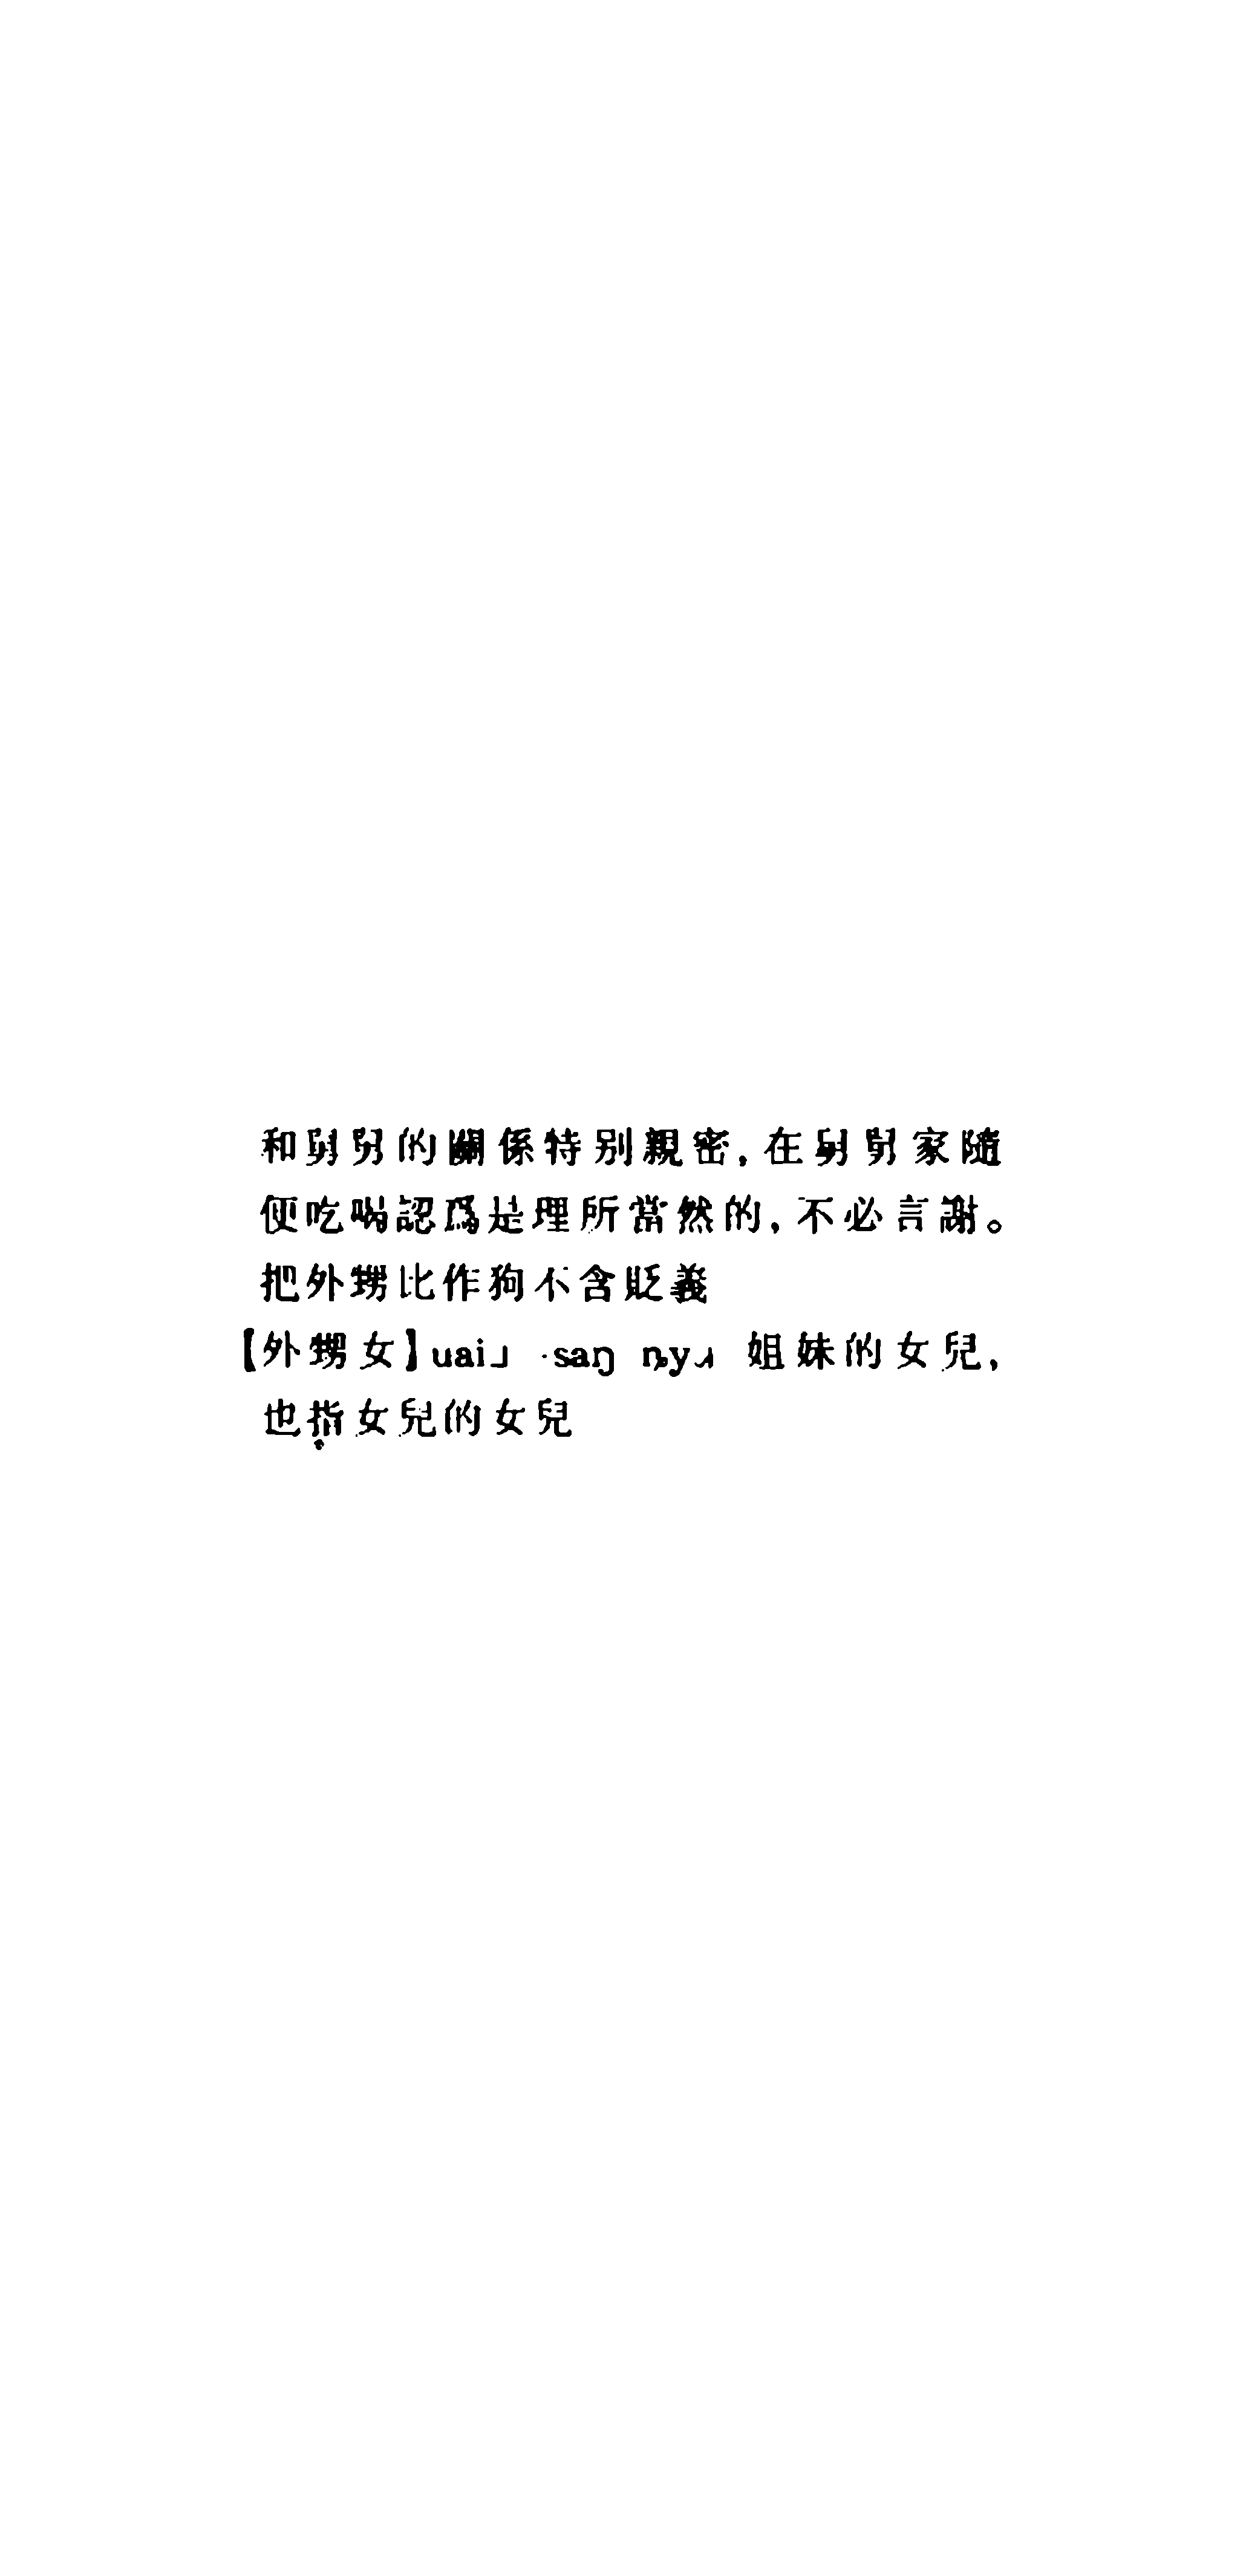 和舅舅的關係特別親密,在舅舅家隨
便吃喝認爲是理所當然的,不必言謝。
把外甥比作狗不含貶義
【外甥女】uai˩ ·saŋ ȵy˩˧ 姐妹的女兒,
也指女兒的女兒